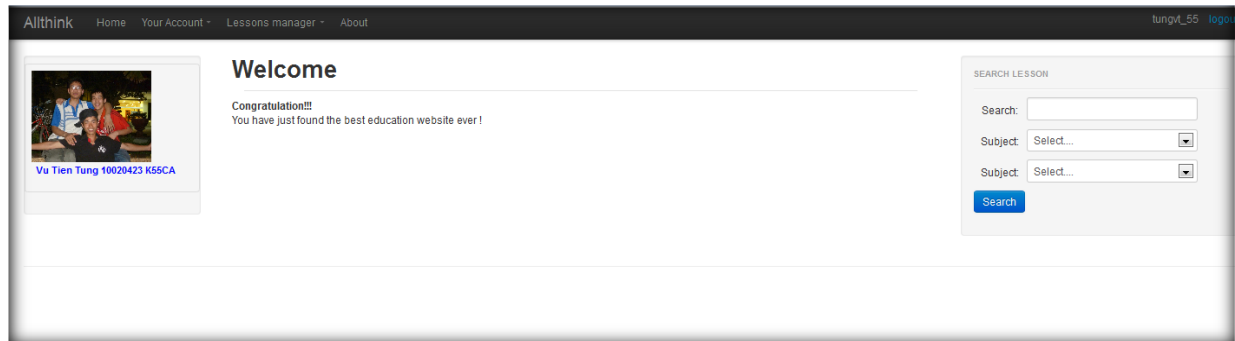 Allthink Home Your Account Lessons manager About tungvt_55 logou
Vu Tien Tung 10020423 K55CA
Welcome
Congratulation!!!
You have just found the best education website ever !
SEARCH LESSON
Search:
Subject: Select....
Subject: Select....
Search